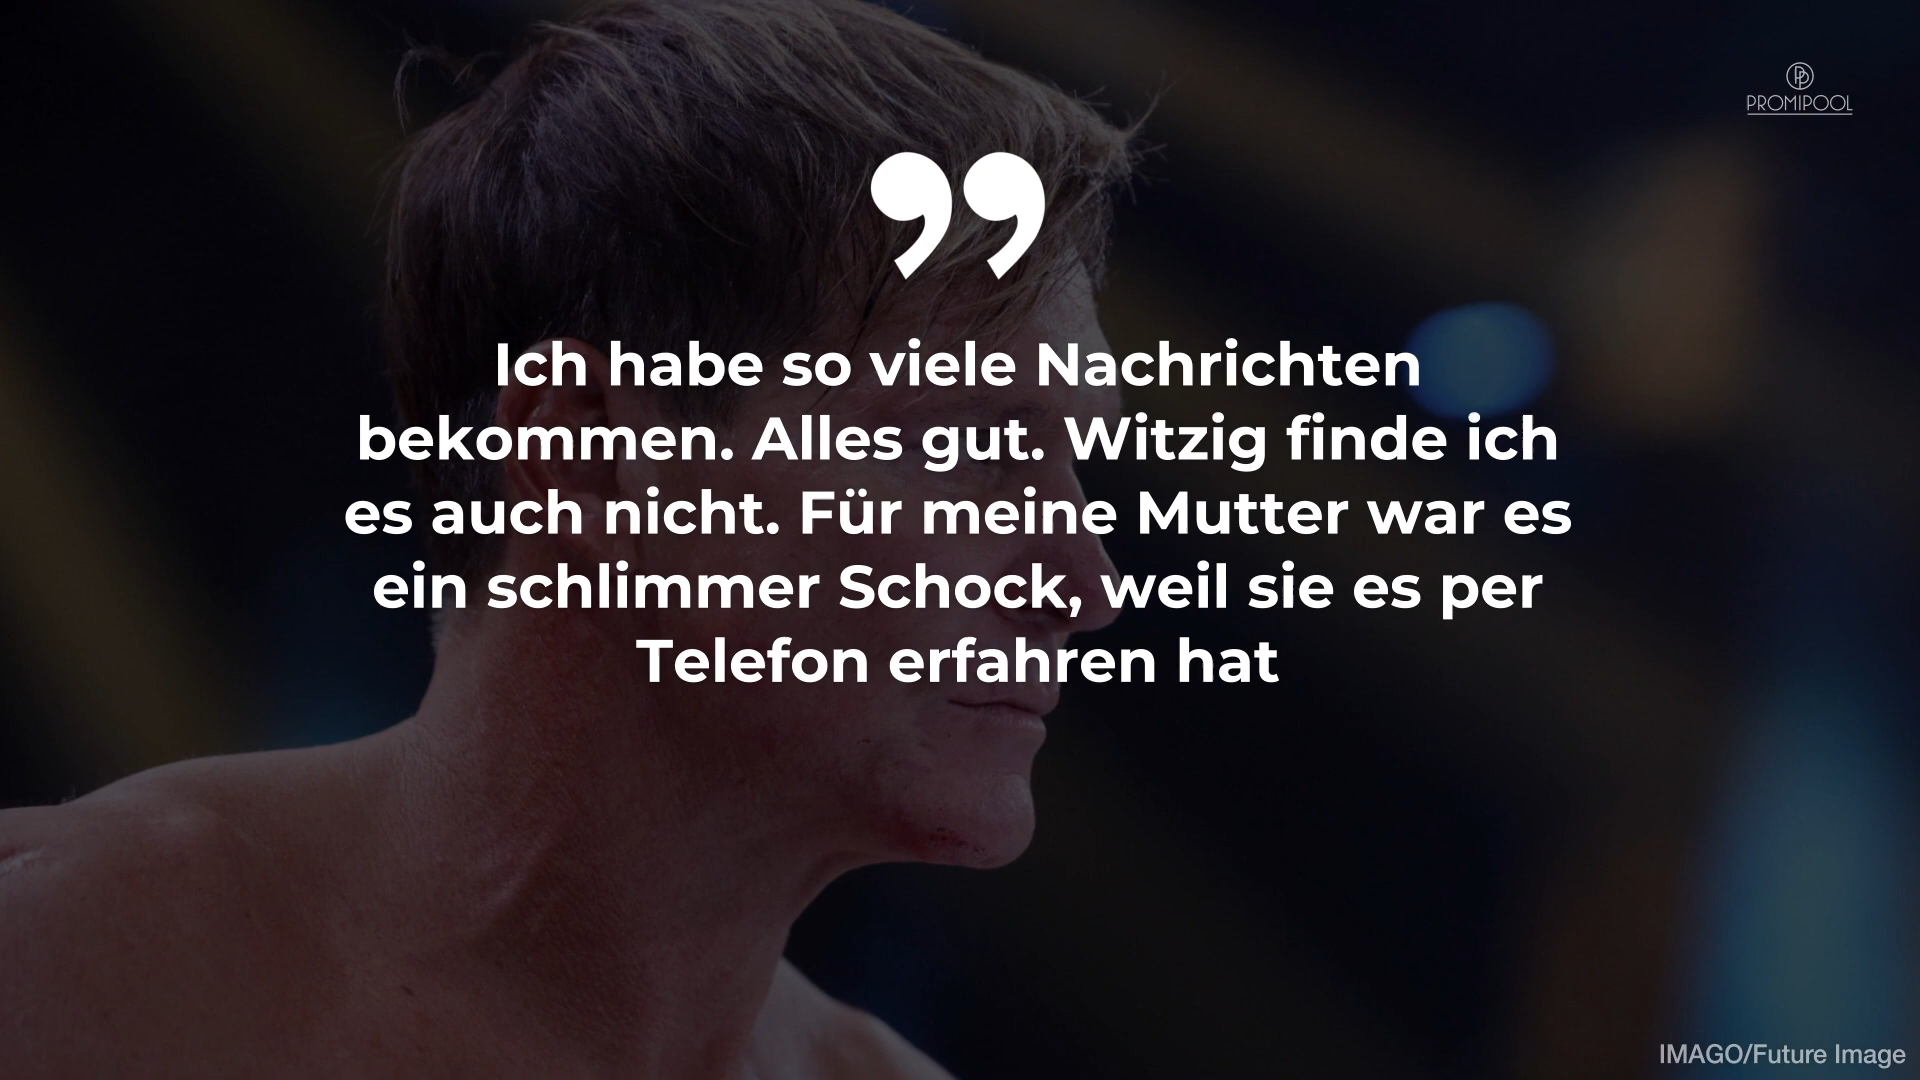 PROMIPOOL
”
Ich habe so viele Nachrichten
bekommen. Alles gut. Witzig finde ich
es auch nicht. Für meine Mutter war es
ein schlimmer Schock, weil sie es per
Telefon erfahren hat
IMAGO/Future Image